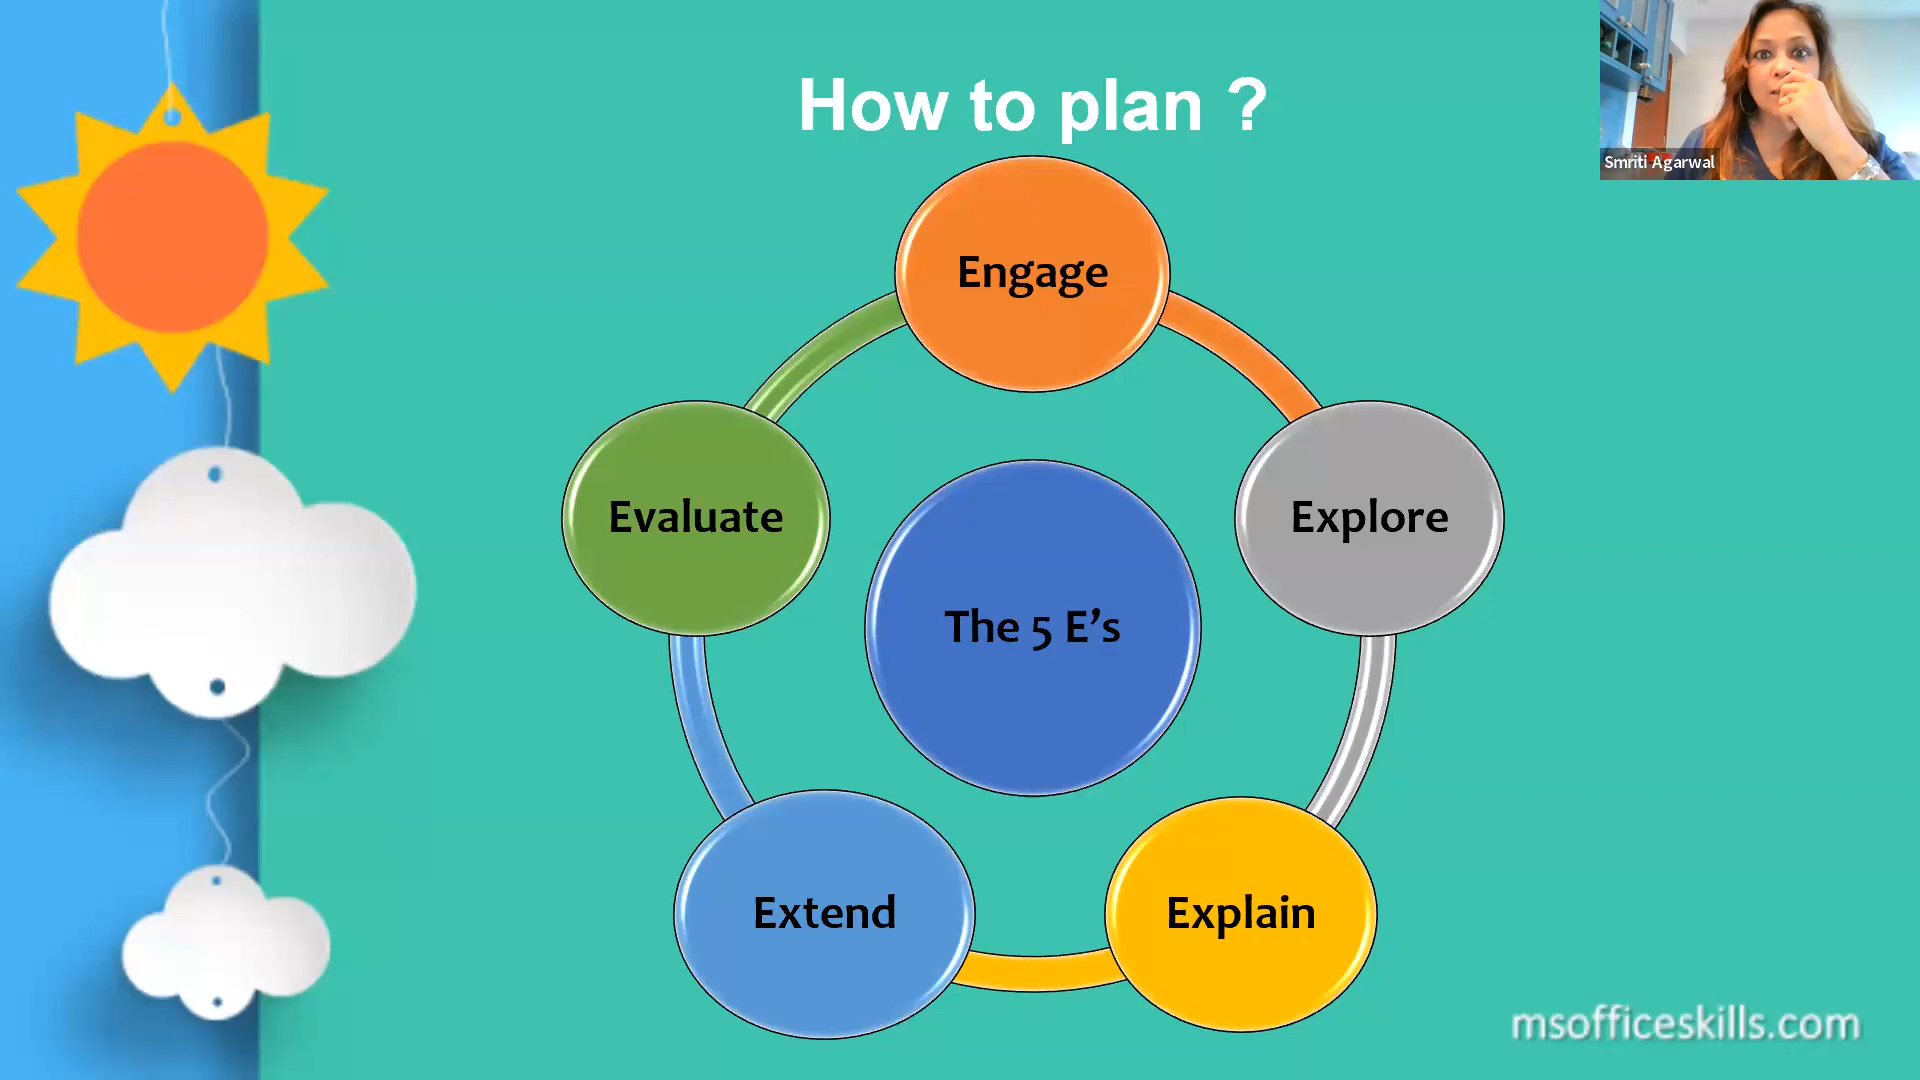 How to plan ?
Smriti Agarwal
Engage
Evaluate
Explore
The 5 E’s
Extend
Explain
msofficeskills.com